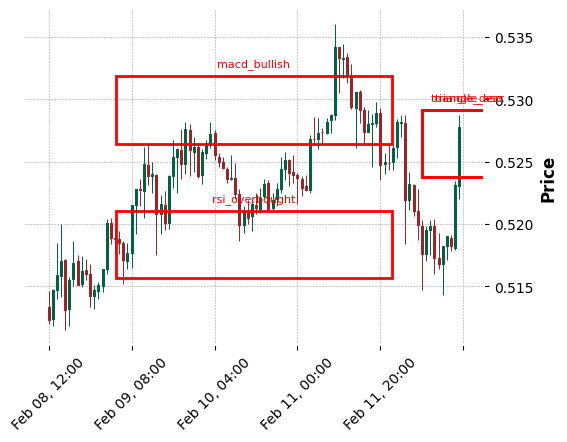 macd_bullish
rsi_overbought
0.535
0.530
0.525
0.520
0.515
Price
Feb 08, 12:00
Feb 09, 08:00
Feb 10, 04:00
Feb 11, 00:00
Feb 11, 20:00